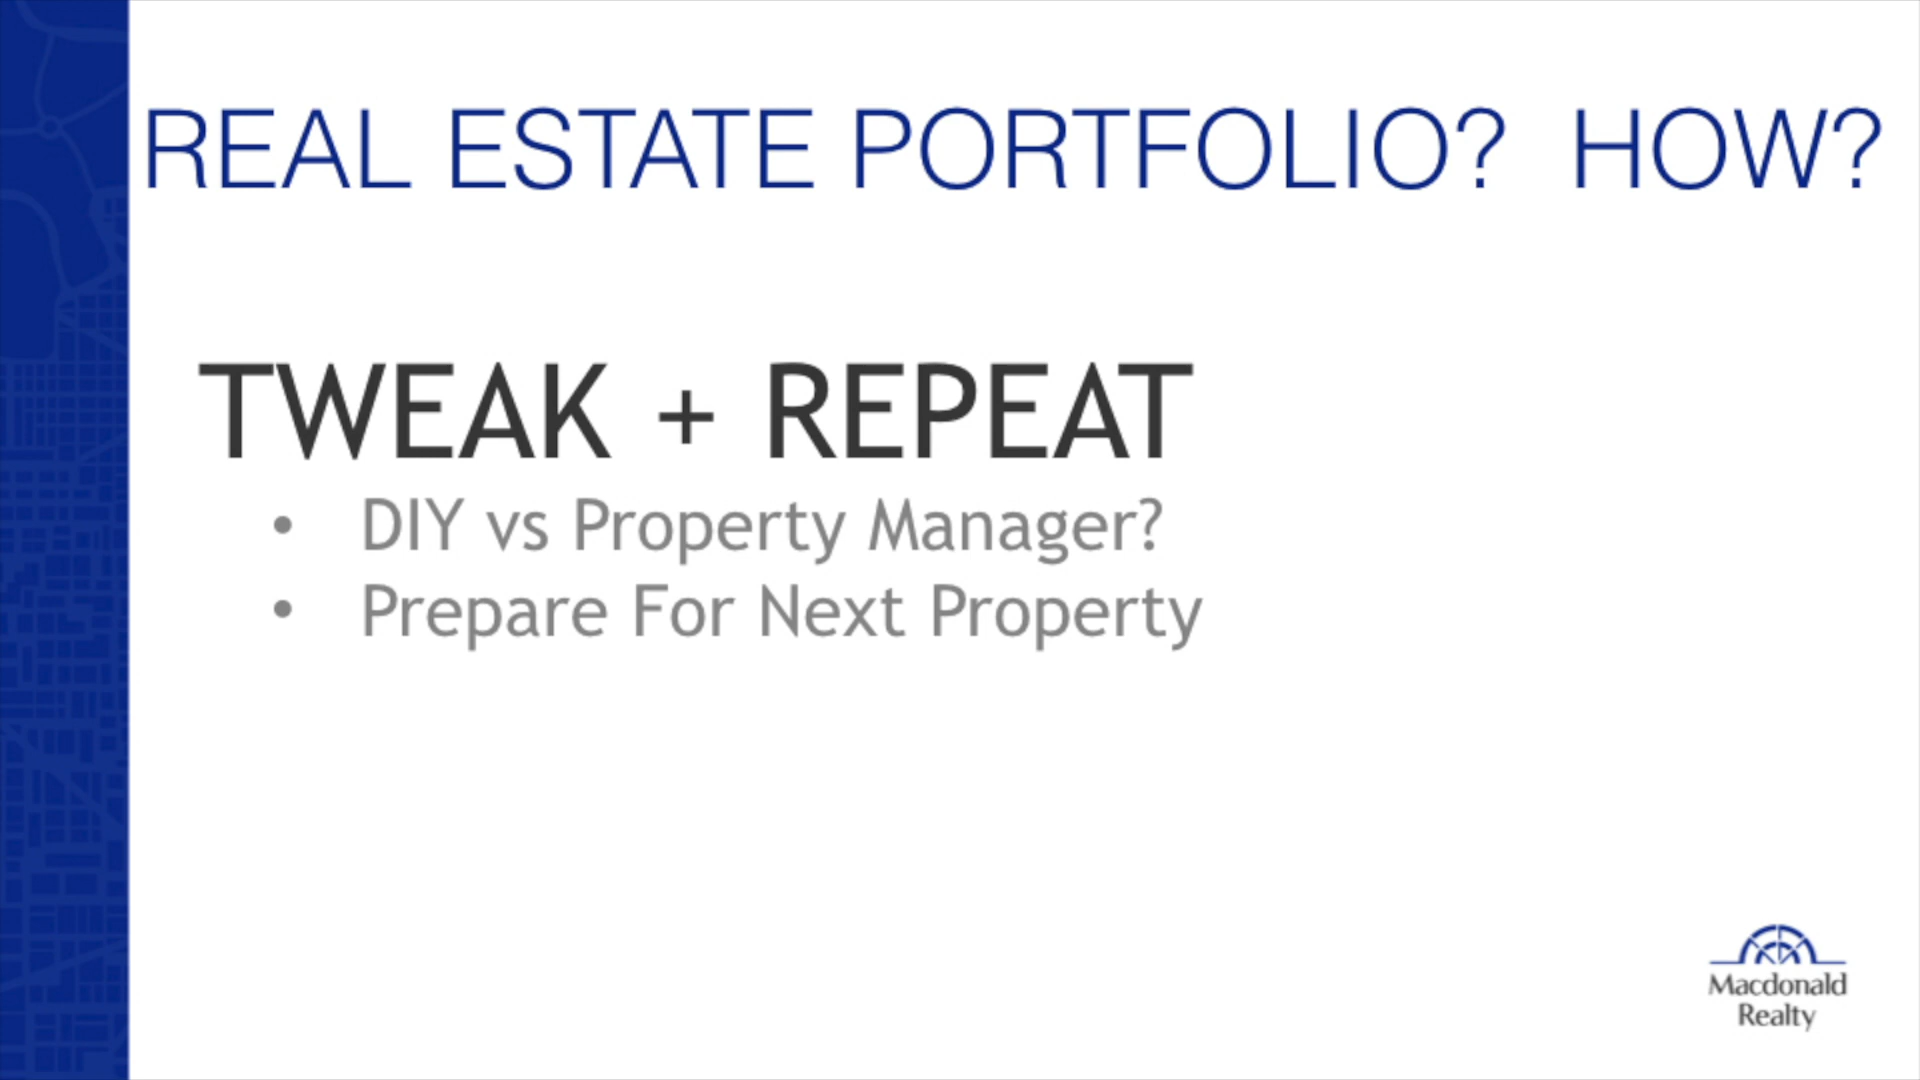 REAL ESTATE PORTFOLIO? HOW?
TWEAK + REPEAT
• DIY vs Property Manager?
• Prepare For Next Property
Macdonald
Realty